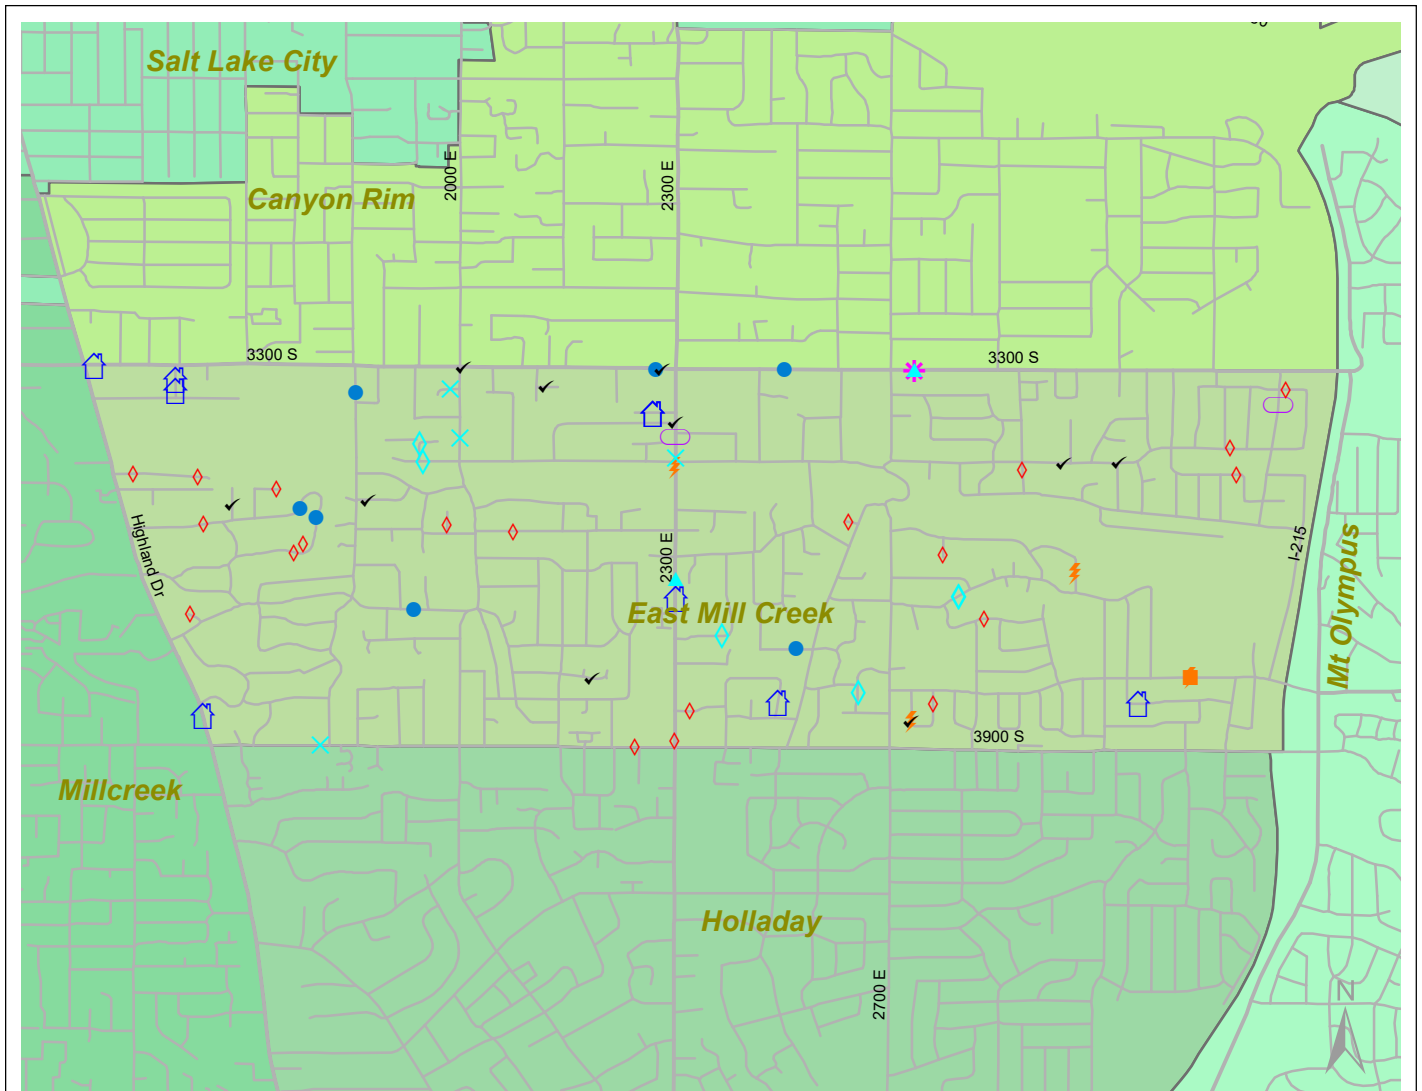 Salt Lake City
2000 E
2300 E
Canyon Rim
3300 S
3300 S
Highland Dr
2300 E
I-215
Mt Olympus
East Mill Creek
3900 S
Millcreek
Holladay
2700 E
N